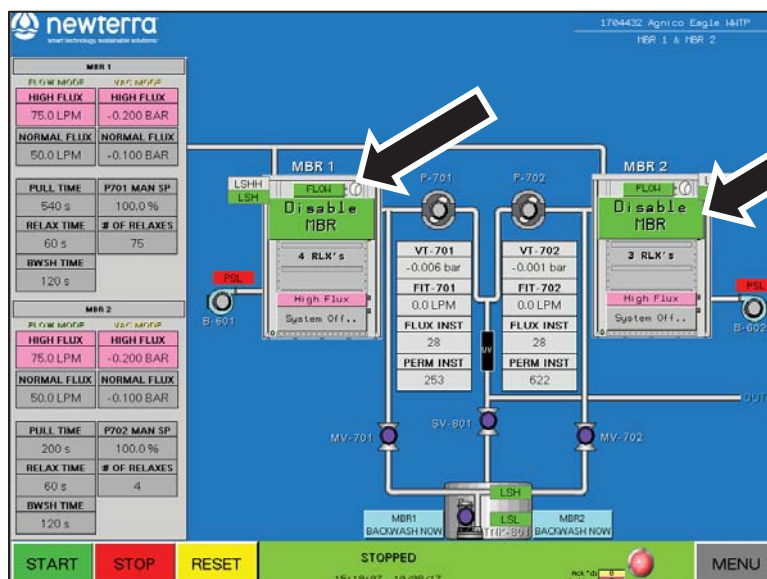 newterra
smart technology. sustainable solutions.
1704432 Agnico Eagle WWTP
MBR 1 & MBR 2
MBR 1
FLOW MODE VAC MODE
HIGH FLUX HIGH FLUX
75.0 LPM -0.200 BAR
NORMAL FLUX NORMAL FLUX
50.0 LPM -0.100 BAR
PULL TIME P701 MAN SP
540 s 100.0 %
RELAX TIME # OF RELAXES
60 s 75
BWSH TIME
120 s
MBR 2
FLOW MODE VAC MODE
HIGH FLUX HIGH FLUX
75.0 LPM -0.200 BAR
NORMAL FLUX NORMAL FLUX
50.0 LPM -0.100 BAR
PULL TIME P702 MAN SP
200 s 100.0 %
RELAX TIME # OF RELAXES
60 s 4
BWSH TIME
120 s
MBR 1
LSHH
LSH
FLOW
Disable
MBR
4 RLX's
High Flux
System Off..
PSL
B-601
P-701
P-702
VT-701
-0.006 bar
FIT-701
0.0 LPM
FLUX INST
28
PERM INST
253
VT-702
-0.001 bar
FIT-702
0.0 LPM
FLUX INST
28
PERM INST
622
UV
MBR 2
FLOW
Disable
MBR
3 RLX's
High Flux
System Off..
PSL
B-602
OUT
MV-701
SV-801
MV-702
LSH
LSL
TNK-801
MBR1
BACKWASH NOW
MBR2
BACKWASH NOW
START
STOP
RESET
STOPPED
MENU